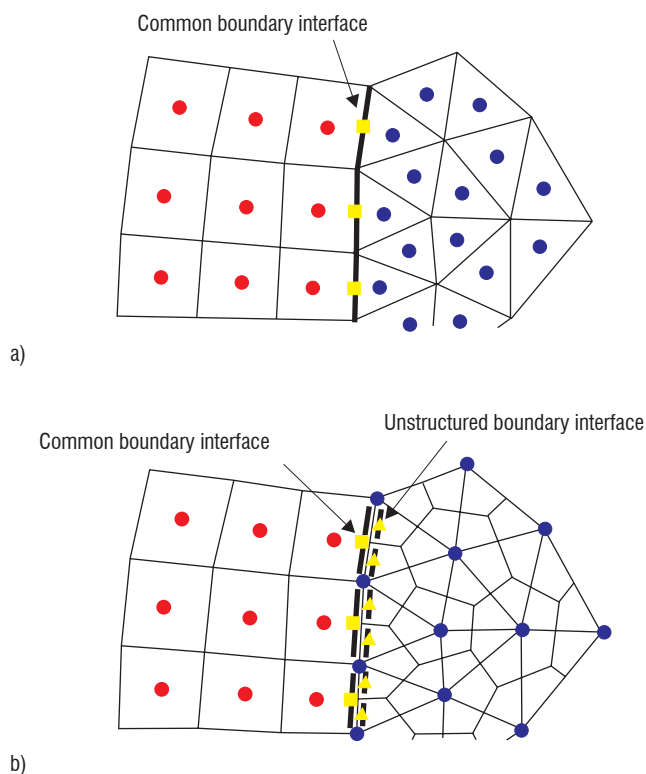 Common boundary interface
a)
Unstructured boundary interface
Common boundary interface
b)